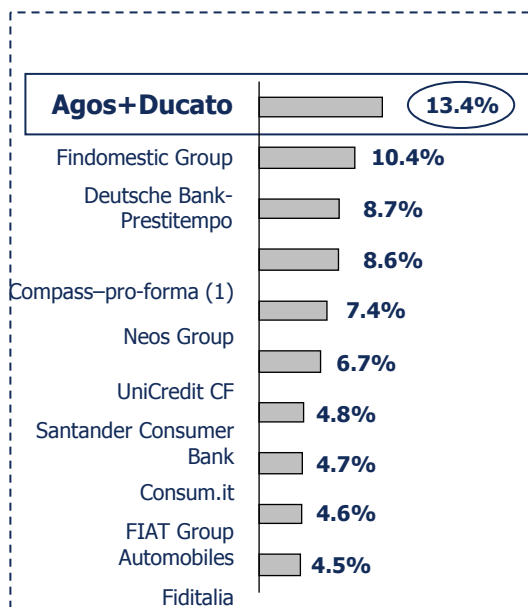 Agos+Ducato
13.4%
Findomestic Group
10.4%
Deutsche Bank-
Prestitempo
8.7%
8.6%
Compass–pro-forma (1)
7.4%
Neos Group
6.7%
UniCredit CF
4.8%
Santander Consumer
Bank
4.7%
Consum.it
4.6%
FIAT Group
Automobiles
4.5%
Fiditalia